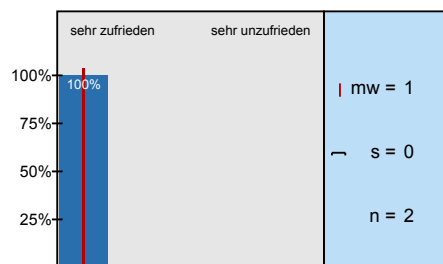 sehr zufrieden sehr unzufrieden
100%
100%
75%
50%
25%
mw = 1
s = 0
n = 2